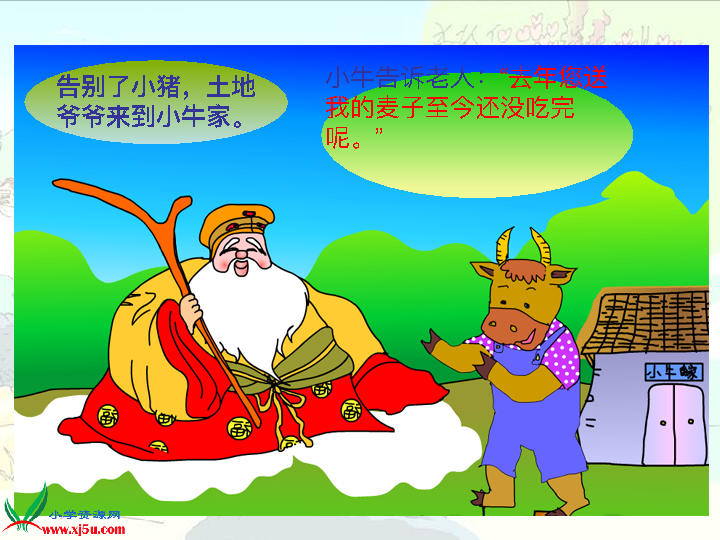 告别了小猪，土地
爷爷来到小牛家。
小牛告诉老人：“去年您送
我的麦子至今还没吃完
呢。”
小牛家
小学资源网
www.xj5u.com